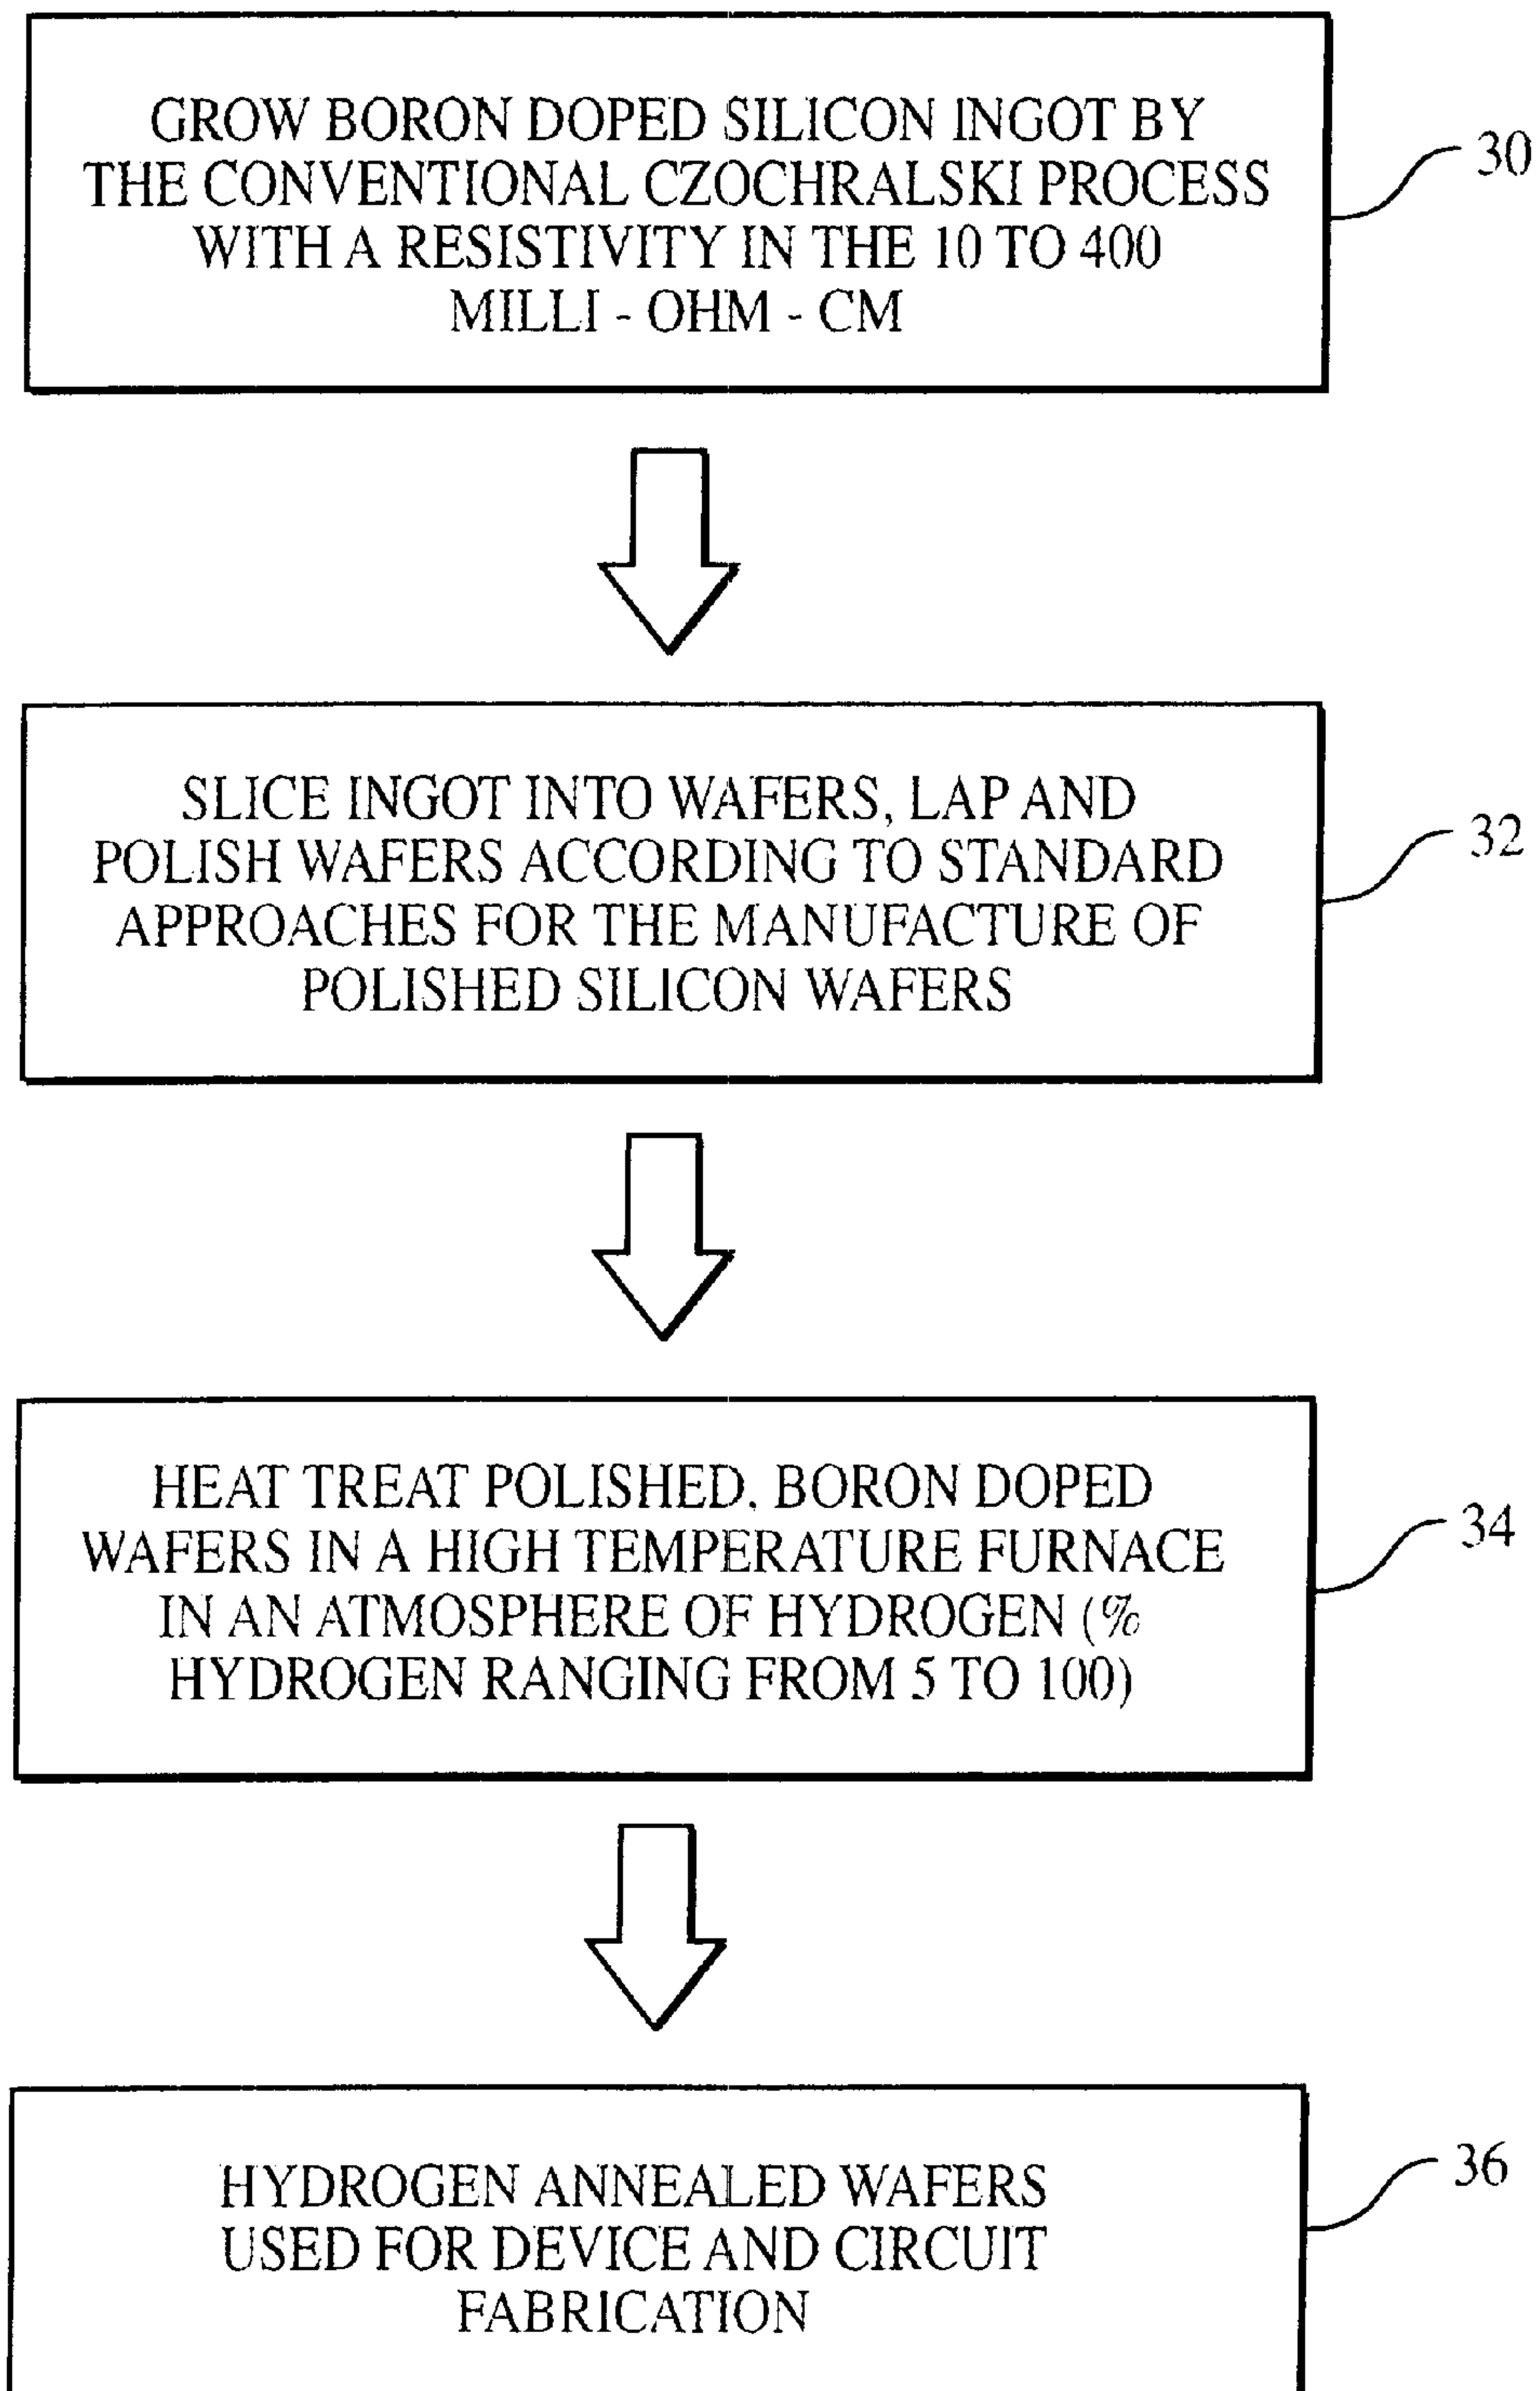 GROW BORON DOPED SILICON INGOT BY
THE CONVENTIONAL CZOCHRALSKI PROCESS
WITH A RESISTIVITY IN THE 10 TO 400
MILLI - OHM - CM
30
SLICE INGOT INTO WAFERS, LAP AND
POLISH WAFERS ACCORDING TO STANDARD
APPROACHES FOR THE MANUFACTURE OF
POLISHED SILICON WAFERS
32
HEAT TREAT POLISHED, BORON DOPED
WAFERS IN A HIGH TEMPERATURE FURNACE
IN AN ATMOSPHERE OF HYDROGEN (%
HYDROGEN RANGING FROM 5 TO 100)
34
HYDROGEN ANNEALED WAFERS
USED FOR DEVICE AND CIRCUIT
FABRICATION
36